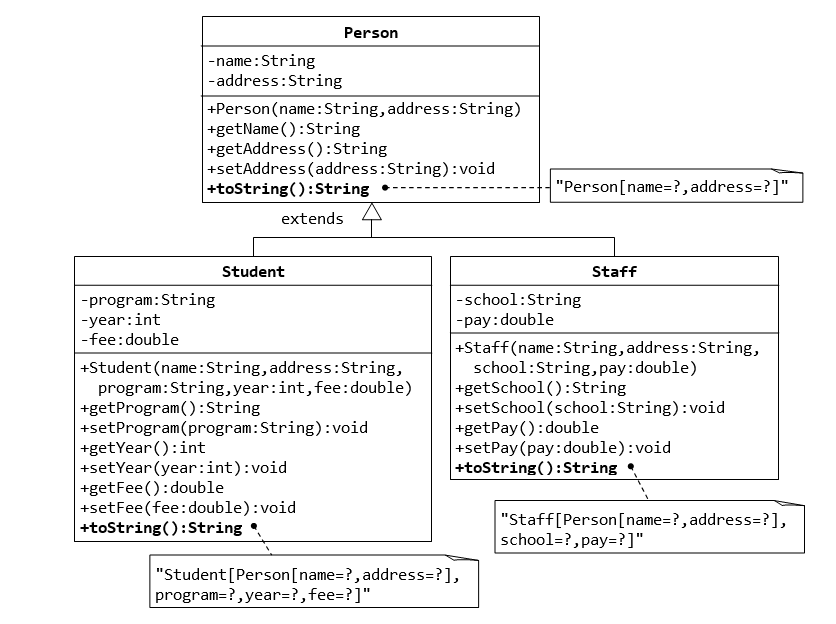 Person
-name:String
-address:String
+Person(name:String,address:String)
+getName():String
+getAddress():String
+setAddress(address:String):void
+toString():String
"Person[name=?,address=?]"
extends
Student
-program:String
-year:int
-fee:double
+Student(name:String,address:String,
program:String,year:int,fee:double)
+getProgram():String
+setProgram(program:String):void
+getYear():int
+setYear(year:int):void
+getFee():double
+setFee(fee:double):void
+toString():String
"Student[Person[name=?,address=?],
program=?,year=?,fee=?]"
Staff
-school:String
-pay:double
+Staff(name:String,address:String,
school:String,pay:double)
+getSchool():String
+setSchool(school:String):void
+getPay():double
+setPay(pay:double):void
+toString():String
"Staff[Person[name=?,address=?],
school=?,pay=?]"